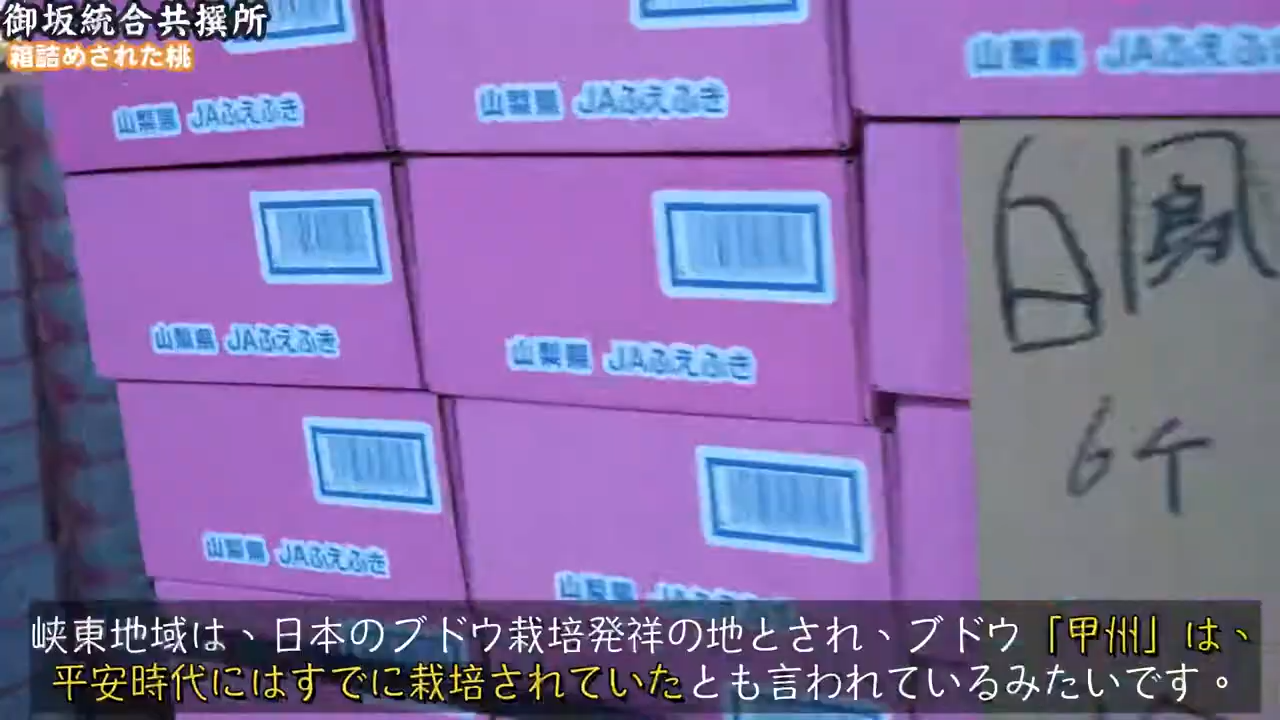 御坂統合共撰所
箱詰めされた桃
山梨県 JAふえふき
山梨県 JAふえふき
山梨県 JAふえふき
山梨県 JAふえふき
山梨県 JAふえふき
山梨県 JAふえふき
山梨県
白鳳
6ケ
峡東地域は、日本のブドウ栽培発祥の地とされ、ブドウ「甲州」は、
平安時代にはすでに栽培されていたとも言われているみたいです。